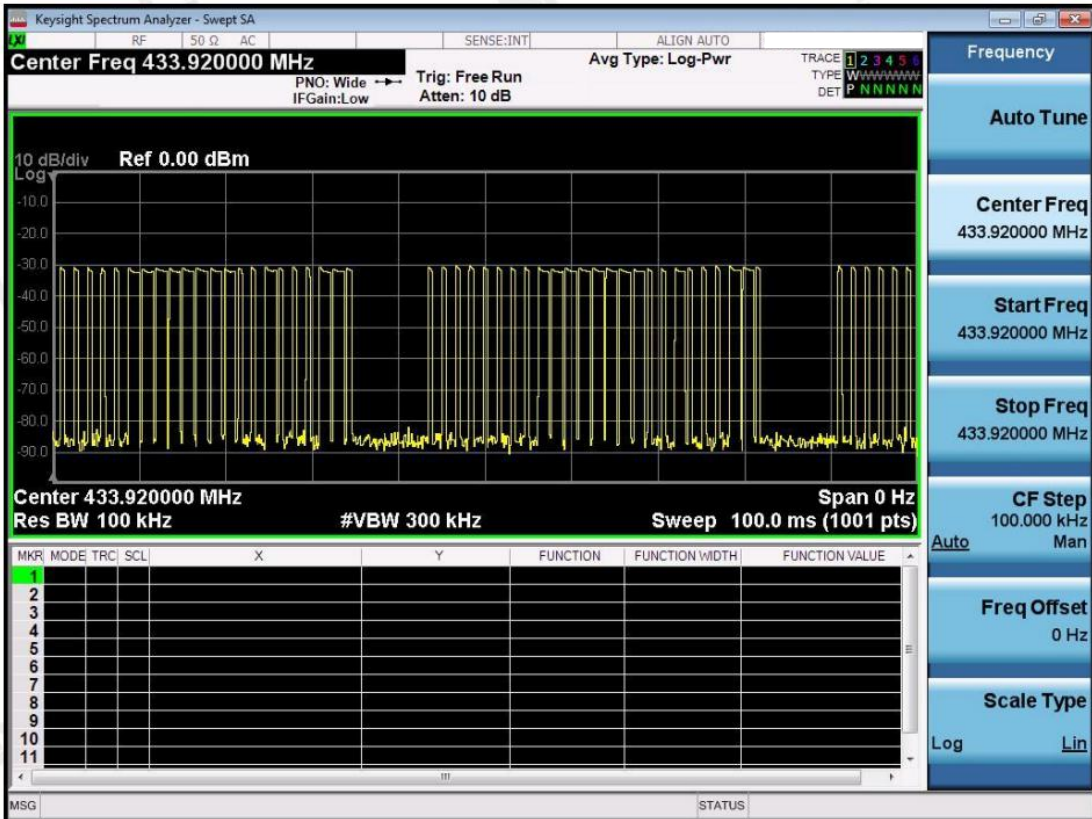 Keysight Spectrum Analyzer - Swept SA
LXI RF 50 Ω AC SENSE:INT ALIGN AUTO
Center Freq 433.920000 MHz
PNO: Wide
IFGain:Low
Trig: Free Run
Atten: 10 dB
Avg Type: Log-Pwr
TRACE 1 2 3 4 5 6
TYPE W
DET P N N N N N
10 dB/div Ref 0.00 dBm
Log
-10.0
-20.0
-30.0
-40.0
-50.0
-60.0
-70.0
-80.0
-90.0
Center 433.920000 MHz Span 0 Hz
Res BW 100 kHz #VBW 300 kHz Sweep 100.0 ms (1001 pts)
MKR MODE TRC SCL X Y FUNCTION FUNCTION WIDTH FUNCTION VALUE
1
2
3
4
5
6
7
8
9
10
11
MSG STATUS
Frequency
Auto Tune
Center Freq
433.920000 MHz
Start Freq
433.920000 MHz
Stop Freq
433.920000 MHz
CF Step
100.000 kHz
Auto Man
Freq Offset
0 Hz
Scale Type
Log Lin